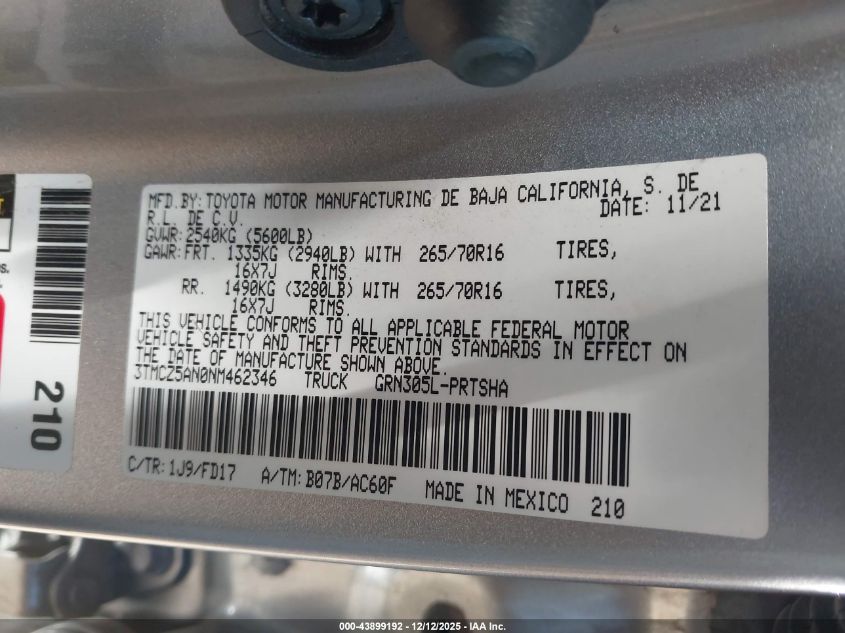 MFD.BY:TOYOTA MOTOR MANUFACTURING DE BAJA CALIFORNIA, S. DE
R.L. DE C.V. DATE: 11/21
GVWR: 2540KG (5600LB)
GAWR:FRT. 1335KG (2940LB) WITH 265/70R16 TIRES,
16X7J RIMS.
RR. 1490KG (3280LB) WITH 265/70R16 TIRES,
16X7J RIMS.
THIS VEHICLE CONFORMS TO ALL APPLICABLE FEDERAL MOTOR
VEHICLE SAFETY AND THEFT PREVENTION STANDARDS IN EFFECT ON
THE DATE OF MANUFACTURE SHOWN ABOVE.
3TMCZ5AN0NM462346 TRUCK GRN305L-PRTSHA
C/TR:1J9/FD17 A/TM:B07B/AC60F MADE IN MEXICO 210
210
000-43899192 - 12/12/2025 - IAA Inc.